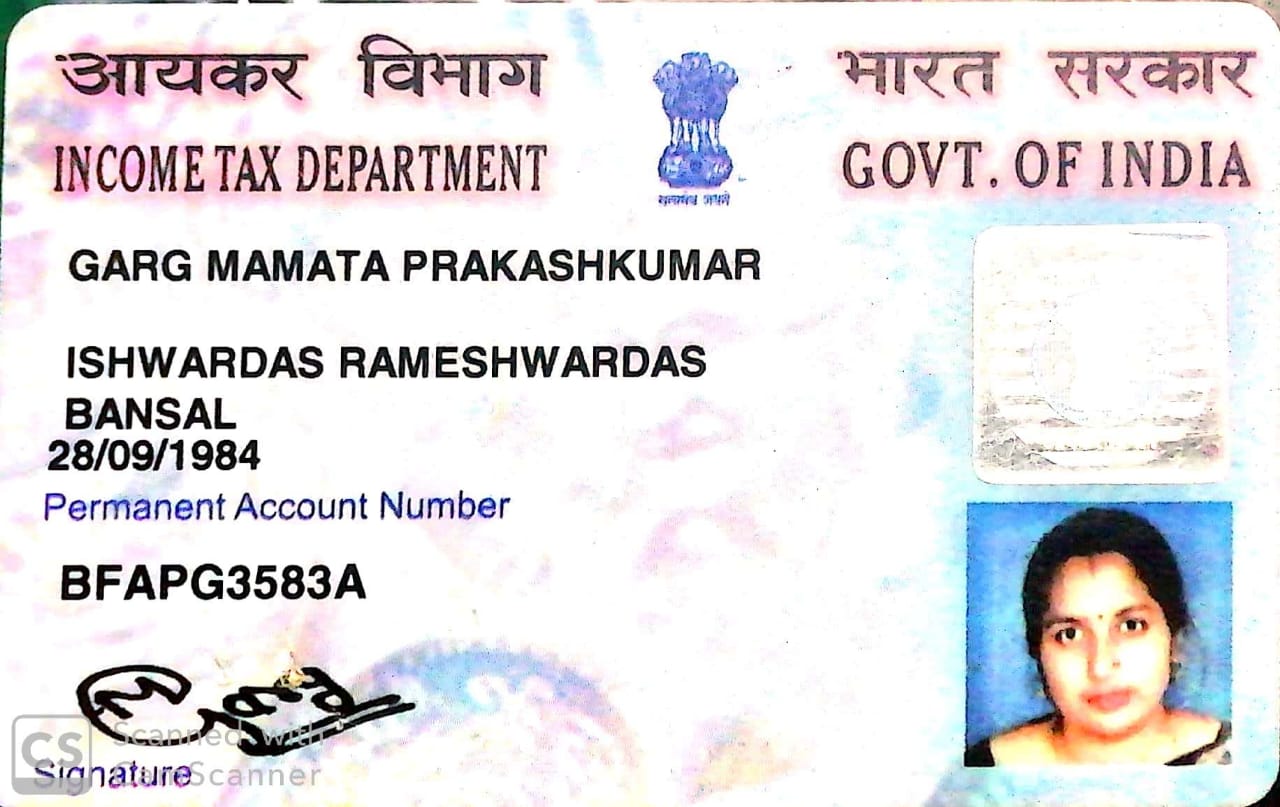 आयकर विभाग
भारत सरकार
INCOME TAX DEPARTMENT
GOVT. OF INDIA
सत्यमेव जयते
GARG MAMATA PRAKASHKUMAR
ISHWARDAS RAMESHWARDAS
BANSAL
28/09/1984
Permanent Account Number
BFAPG3583A
Signature
CS Scanned with
CamScanner